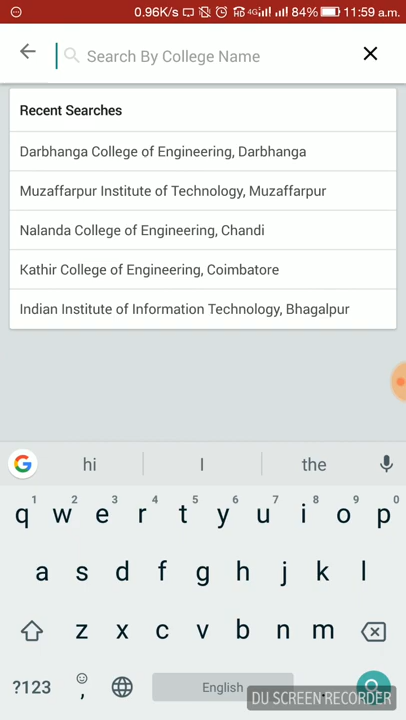 0.96K/s HD 4G 84% 11:59 a.m.
Search By College Name
Recent Searches
Darbhanga College of Engineering, Darbhanga
Muzaffarpur Institute of Technology, Muzaffarpur
Nalanda College of Engineering, Chandi
Kathir College of Engineering, Coimbatore
Indian Institute of Information Technology, Bhagalpur
G hi I the
1 2 3 4 5 6 7 8 9 0
q w e r t y u i o p
a s d f g h j k l
z x c v b n m
?123 , English .
DU SCREEN RECORDER